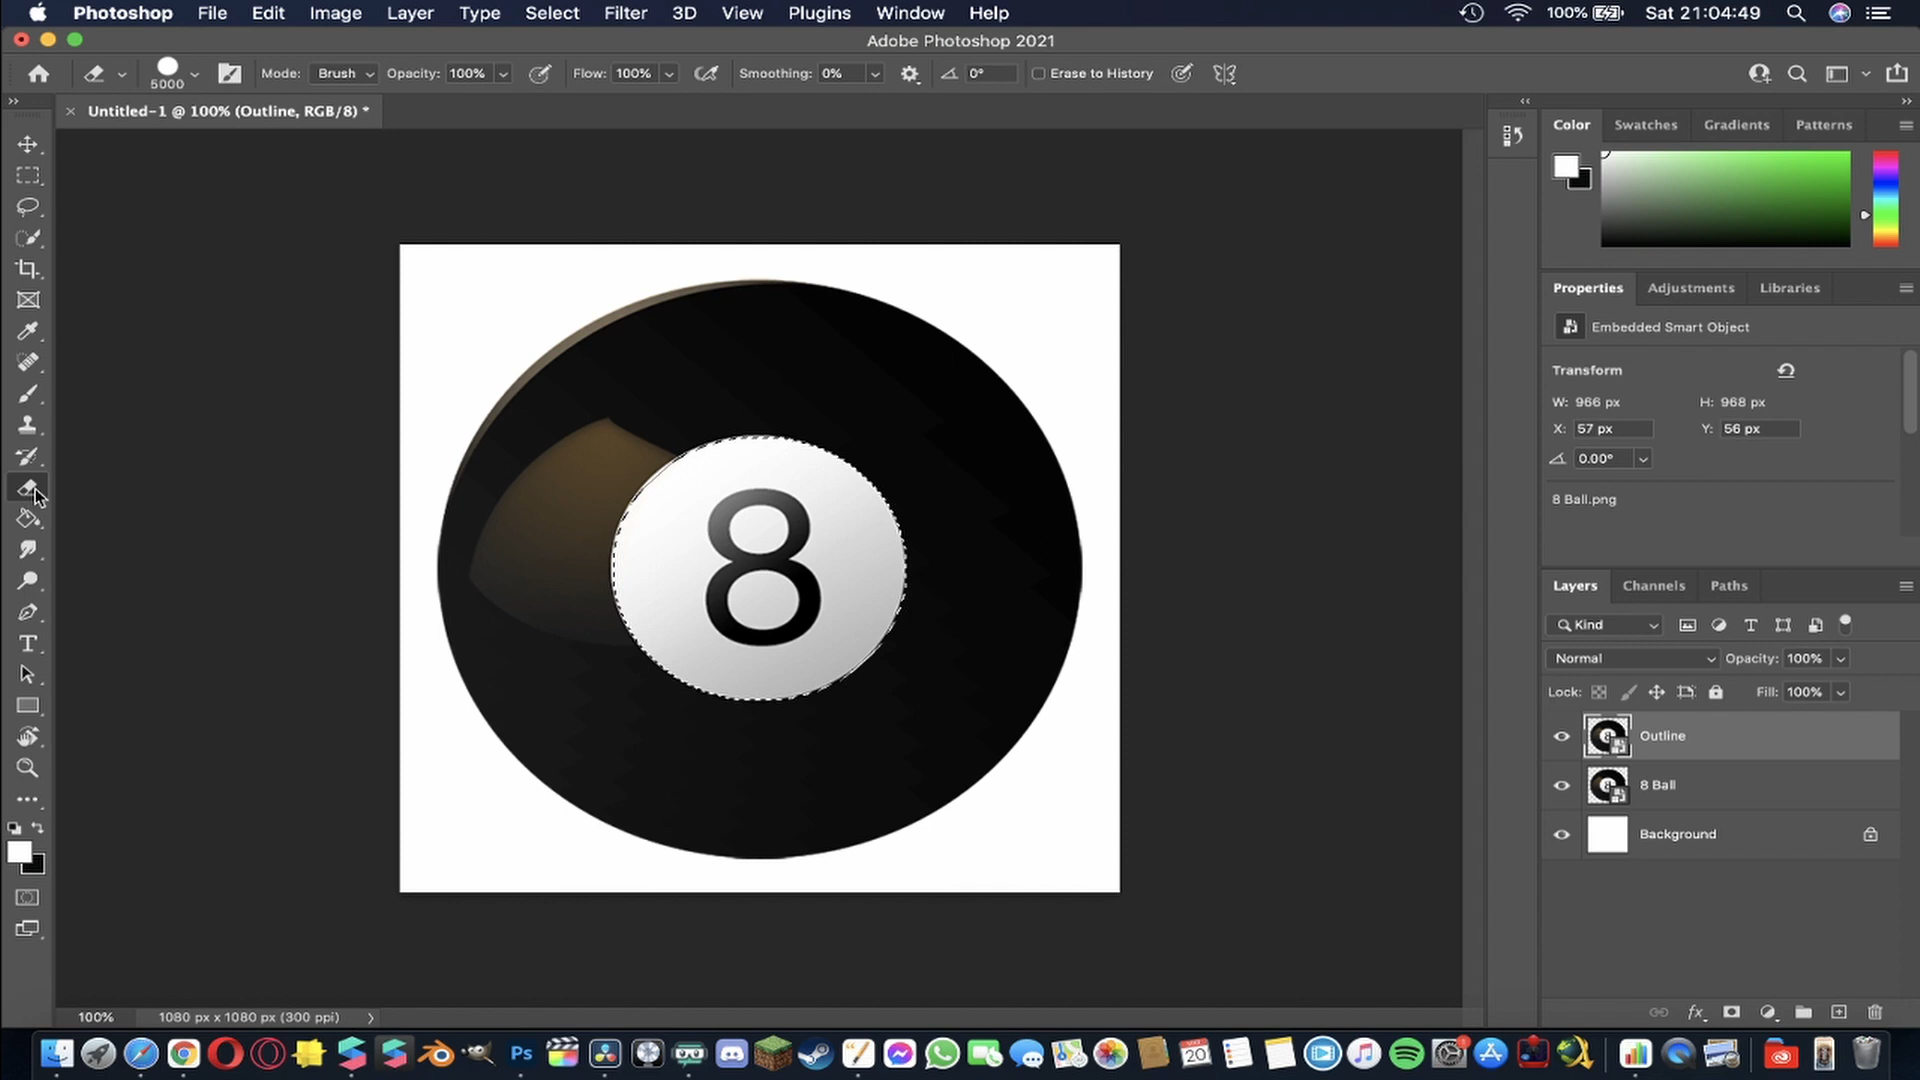 Photoshop File Edit Image Layer Type Select Filter 3D View Plugins Window Help 100% Sat 21:04:49
Adobe Photoshop 2021
5000 Mode: Brush Opacity: 100% Flow: 100% Smoothing: 0% 0° Erase to History
Untitled-1 @ 100% (Outline, RGB/8) *
Color Swatches Gradients Patterns
Properties Adjustments Libraries
Embedded Smart Object
Transform
W: 966 px H: 968 px
X: 57 px Y: 56 px
0.00°
8 Ball.png
8
Layers Channels Paths
Kind
Normal Opacity: 100%
Lock: Fill: 100%
Outline
8 Ball
Background
100% 1080 px x 1080 px (300 ppi)
Ps
20